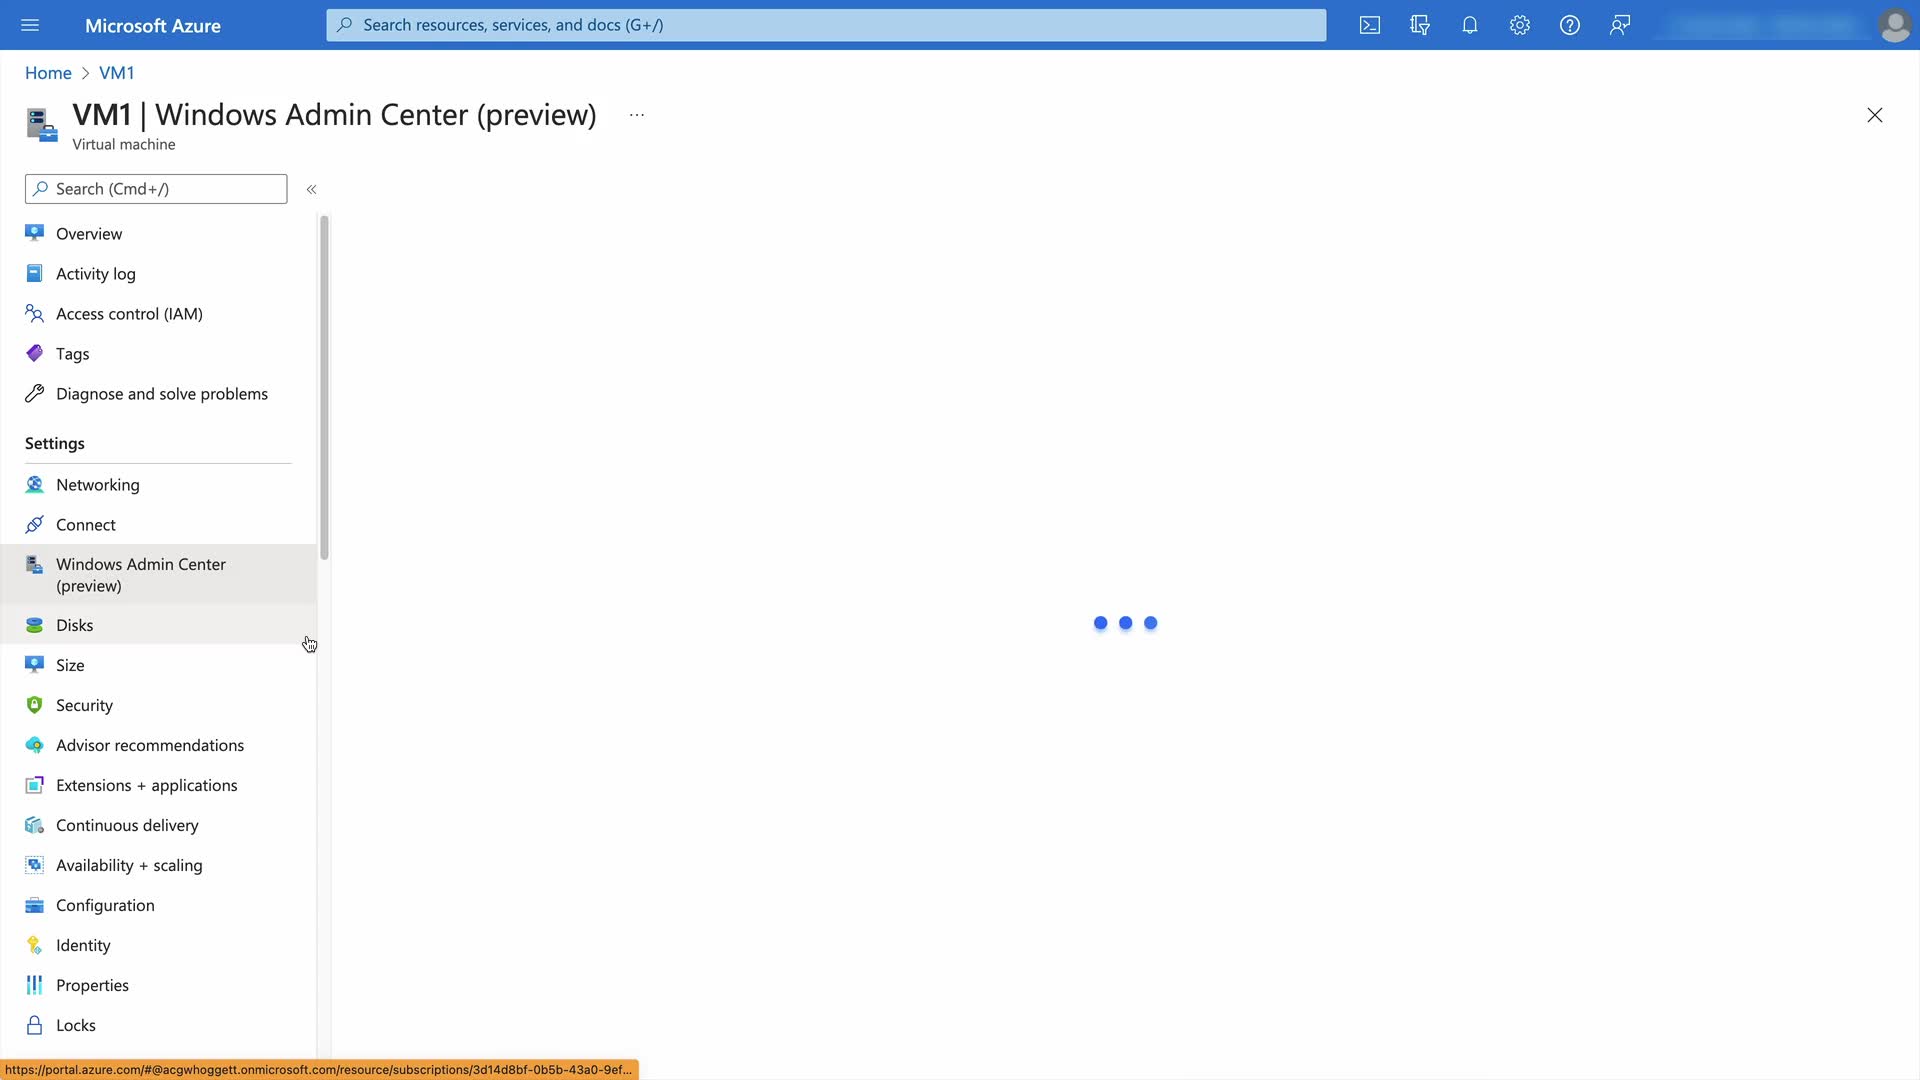 Microsoft Azure
Search resources, services, and docs (G+/)
Home > VM1
VM1 | Windows Admin Center (preview) ...
Virtual machine
Search (Cmd+/) «
Overview
Activity log
Access control (IAM)
Tags
Diagnose and solve problems
Settings
Networking
Connect
Windows Admin Center
(preview)
Disks
Size
Security
Advisor recommendations
Extensions + applications
Continuous delivery
Availability + scaling
Configuration
Identity
Properties
Locks
https://portal.azure.com/#@acgwhoggett.onmicrosoft.com/resource/subscriptions/3d14d8bf-0b5b-43a0-9ef...